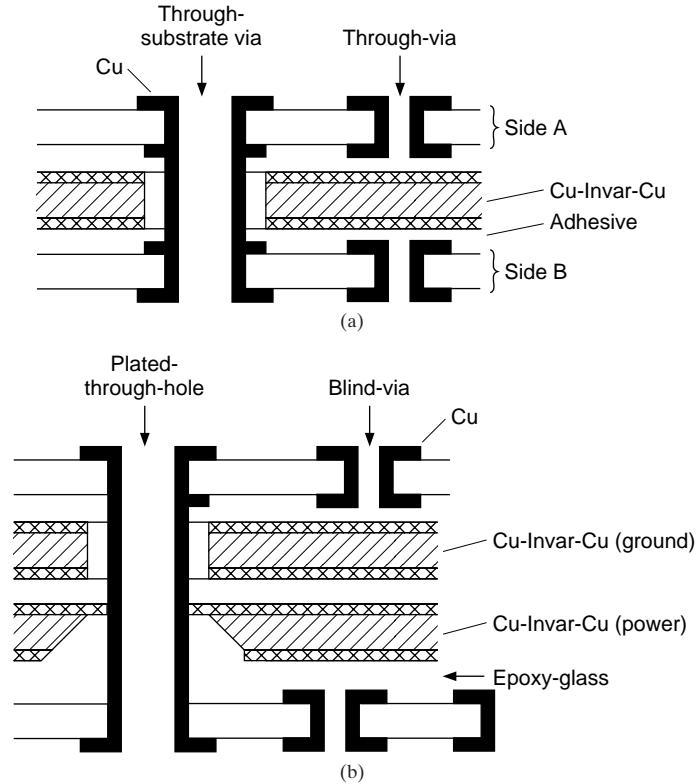 Through-
substrate via
Through-via
Cu
Side A
Cu-Invar-Cu
Adhesive
Side B
(a)
Plated-
through-hole
Blind-via
Cu
Cu-Invar-Cu (ground)
Cu-Invar-Cu (power)
Epoxy-glass
(b)